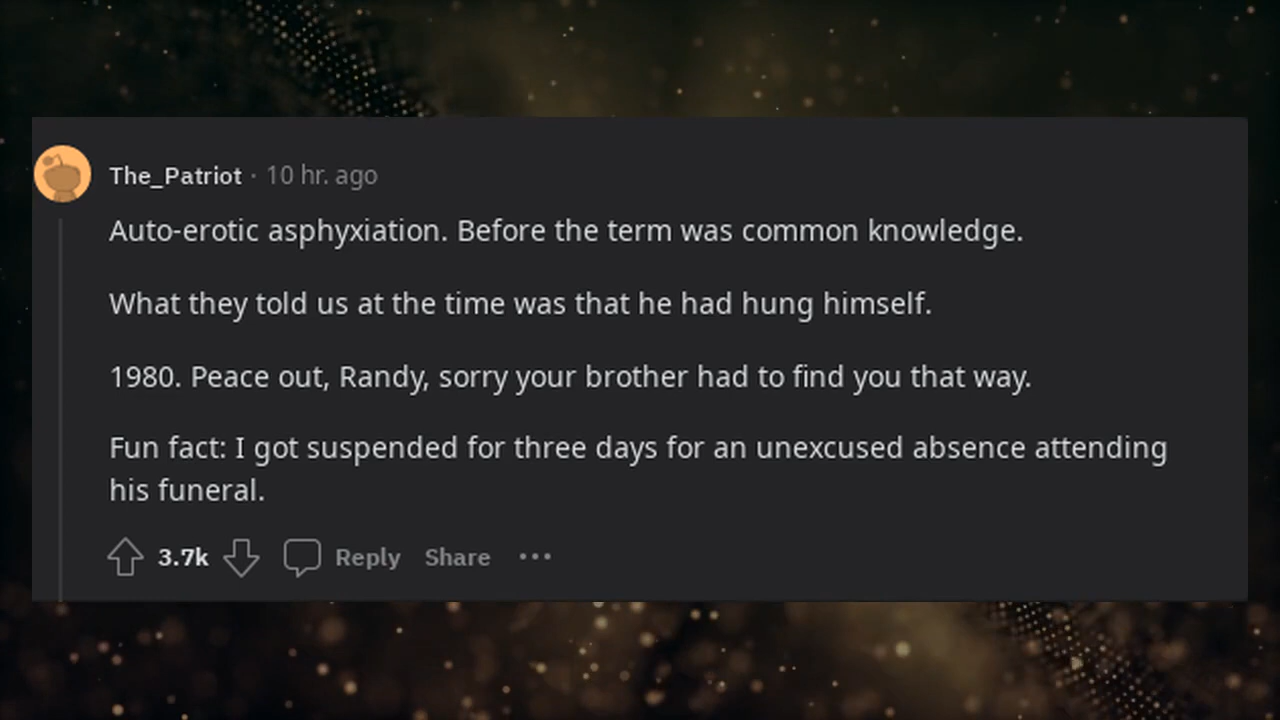 The_Patriot · 10 hr. ago
Auto-erotic asphyxiation. Before the term was common knowledge.
What they told us at the time was that he had hung himself.
1980. Peace out, Randy, sorry your brother had to find you that way.
Fun fact: I got suspended for three days for an unexcused absence attending
his funeral.
3.7k Reply Share •••